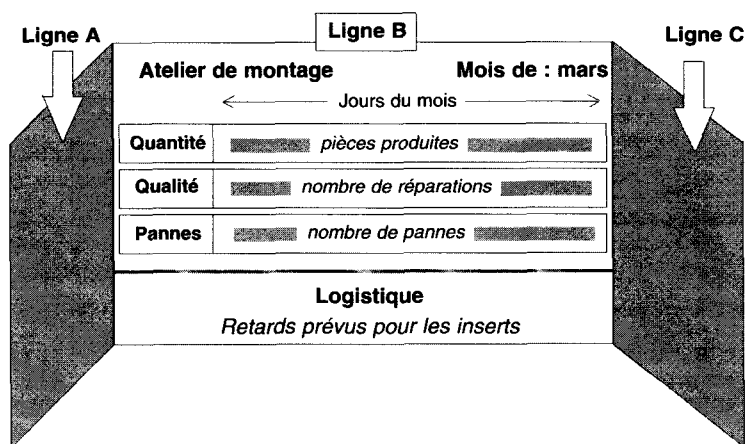 Ligne A
Ligne B
Ligne C
Atelier de montage Mois de : mars
Jours du mois
Quantité pièces produites
Qualité nombre de réparations
Pannes nombre de pannes
Logistique
Retards prévus pour les inserts